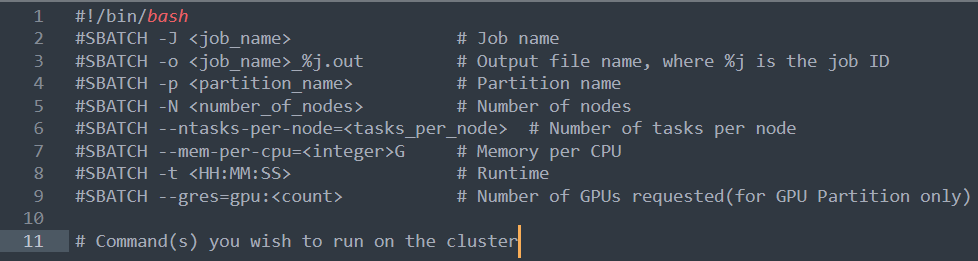 1 #!/bin/bash
2 #SBATCH -J <job_name> # Job name
3 #SBATCH -o <job_name>_%j.out # Output file name, where %j is the job ID
4 #SBATCH -p <partition_name> # Partition name
5 #SBATCH -N <number_of_nodes> # Number of nodes
6 #SBATCH --ntasks-per-node=<tasks_per_node> # Number of tasks per node
7 #SBATCH --mem-per-cpu=<integer>G # Memory per CPU
8 #SBATCH -t <HH:MM:SS> # Runtime
9 #SBATCH --gres=gpu:<count> # Number of GPUs requested(for GPU Partition only)
10
11 # Command(s) you wish to run on the cluster